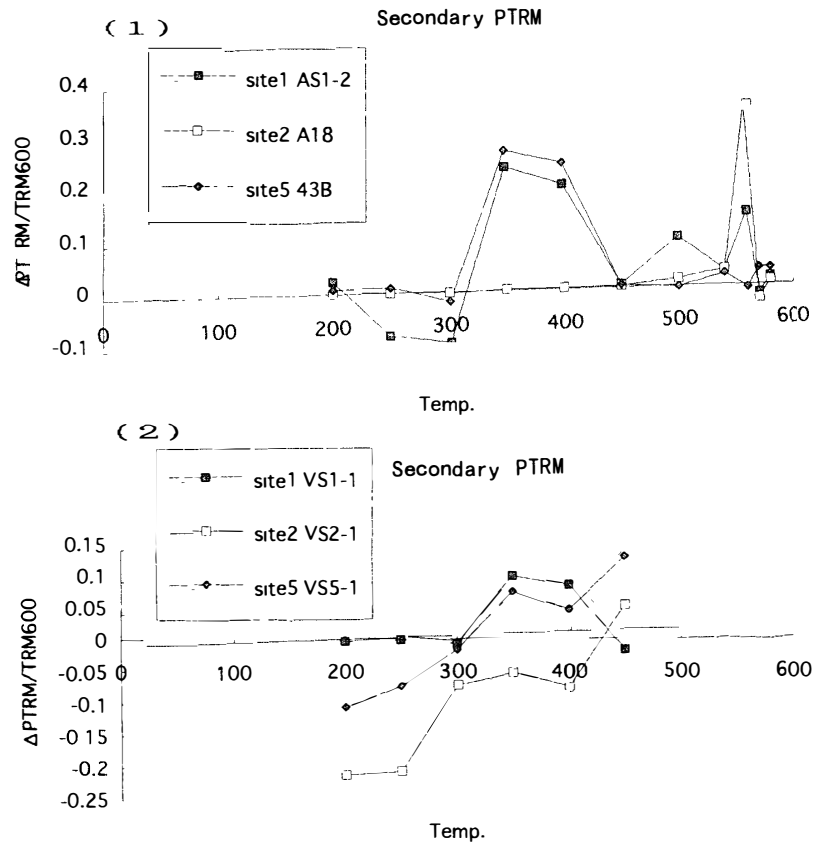 (1)
Secondary PTRM
site1 AS1-2
site2 A18
site5 43B
0.4
0.3
0.2
0.1
0
-0.1
ΔPT RM/TRM600
0 200 300 400 500 600
Temp.
(2)
Secondary PTRM
site1 VS1-1
site2 VS2-1
site5 VS5-1
0.15
0.1
0.05
0
-0.05
-0.1
-0 15
-0.2
-0.25
ΔPTRM/TRM600
0 100 200 300 400 500 600
Temp.